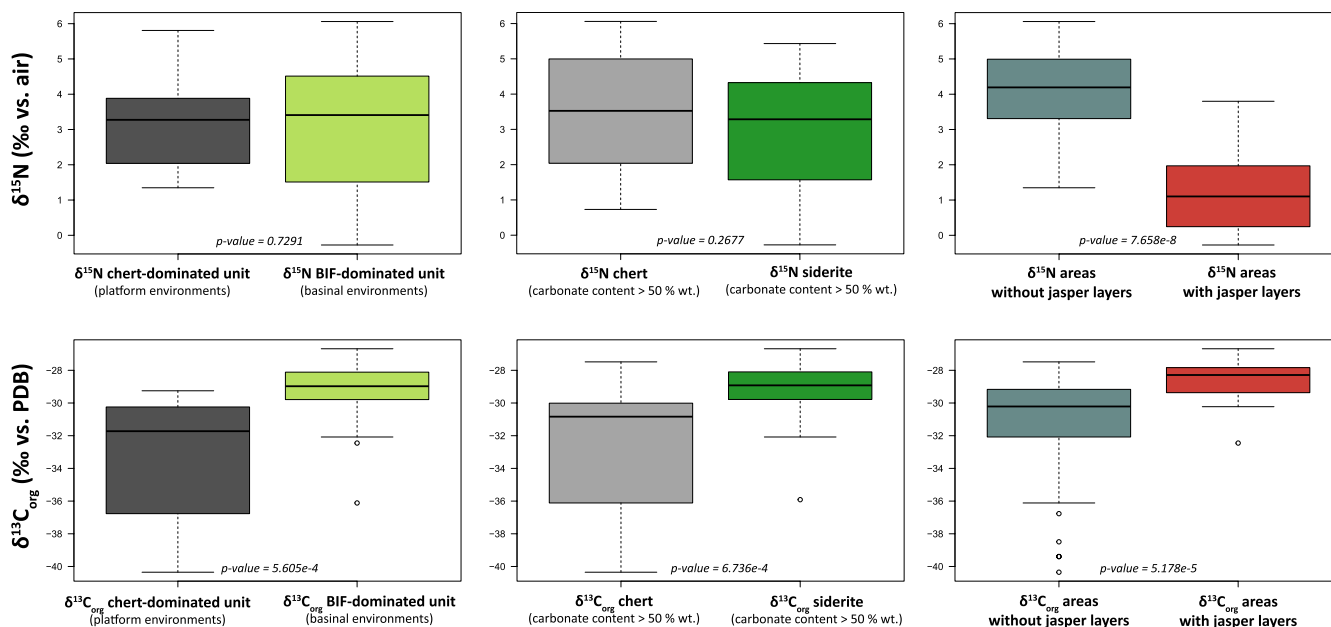 δ¹⁵N (‰ vs. air)
6
5
4
3
2
1
0
p-value = 0.7291
δ¹⁵N chert-dominated unit
(platform environments)
δ¹⁵N BIF-dominated unit
(basinal environments)
6
5
4
3
2
1
0
p-value = 0.2677
δ¹⁵N chert
(carbonate content > 50 % wt.)
δ¹⁵N siderite
(carbonate content > 50 % wt.)
6
5
4
3
2
1
0
p-value = 7.658e-8
δ¹⁵N areas
without jasper layers
δ¹⁵N areas
with jasper layers
δ¹³Corg (‰ vs. PDB)
−28
−30
−32
−34
−36
−38
−40
p-value = 5.605e-4
δ¹³Corg chert-dominated unit
(platform environments)
δ¹³Corg BIF-dominated unit
(basinal environments)
−28
−30
−32
−34
−36
−38
−40
p-value = 6.736e-4
δ¹³Corg chert
(carbonate content > 50 % wt.)
δ¹³Corg siderite
(carbonate content > 50 % wt.)
−28
−30
−32
−34
−36
−38
−40
p-value = 5.178e-5
δ¹³Corg areas
without jasper layers
δ¹³Corg areas
with jasper layers